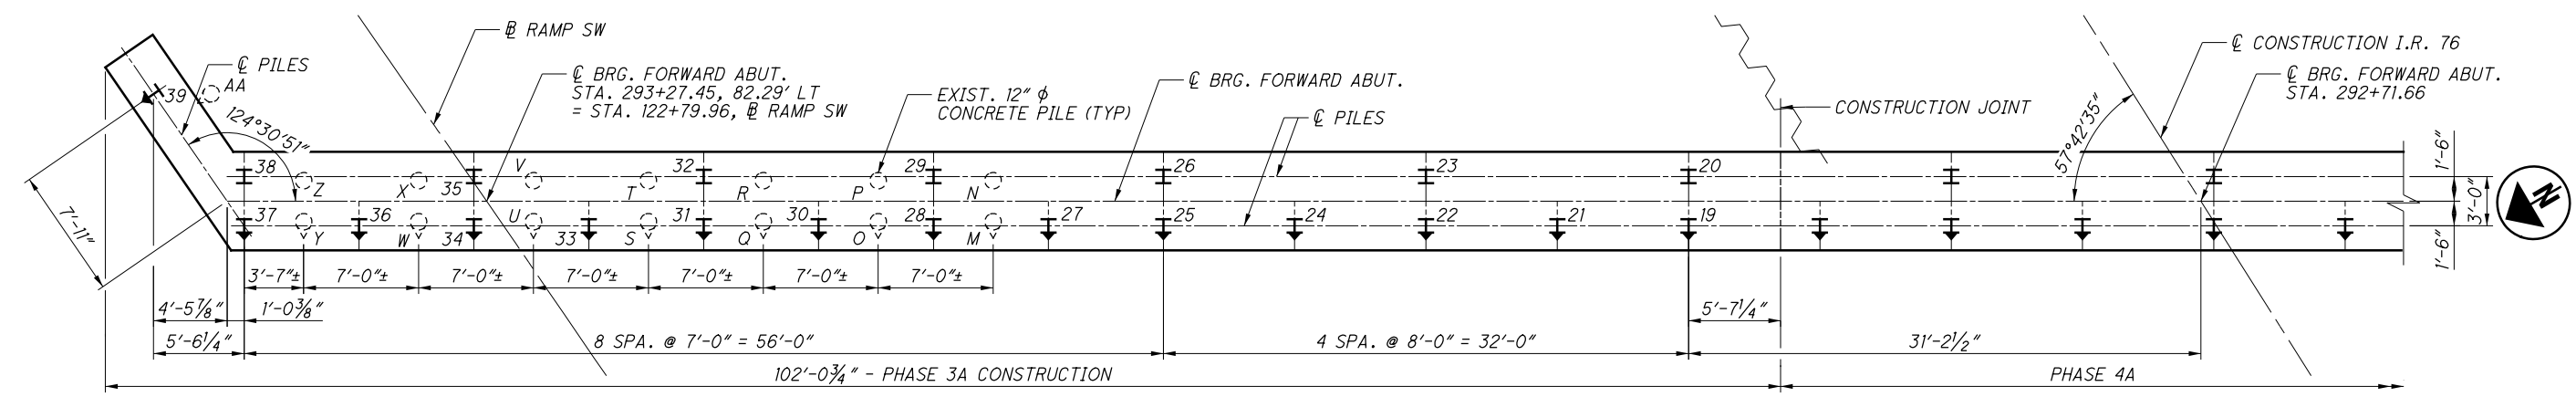 ℄ RAMP SW
℄ PILES
AA
39
124°30'51"
7'-11"
℄ BRG. FORWARD ABUT.
STA. 293+27.45, 82.29' LT
= STA. 122+79.96, ℄ RAMP SW
EXIST. 12" ϕ
CONCRETE PILE (TYP)
℄ BRG. FORWARD ABUT.
℄ PILES
CONSTRUCTION JOINT
℄ CONSTRUCTION I.R. 76
℄ BRG. FORWARD ABUT.
STA. 292+71.66
57°42'35"
38 Z X 35 V T 32 R P 29 N 26 23 20
37 Y 36 W 34 U 33 S 31 Q 30 O 28 M 27 25 24 22 21 19
1'-6"
3'-0"
1'-6"
N
3'-7"± 7'-0"± 7'-0"± 7'-0"± 7'-0"± 7'-0"± 7'-0"±
4'-5⅞" 1'-0⅜" 5'-7¼"
5'-6¼" 8 SPA. @ 7'-0" = 56'-0" 4 SPA. @ 8'-0" = 32'-0" 31'-2½"
102'-0¾" - PHASE 3A CONSTRUCTION PHASE 4A